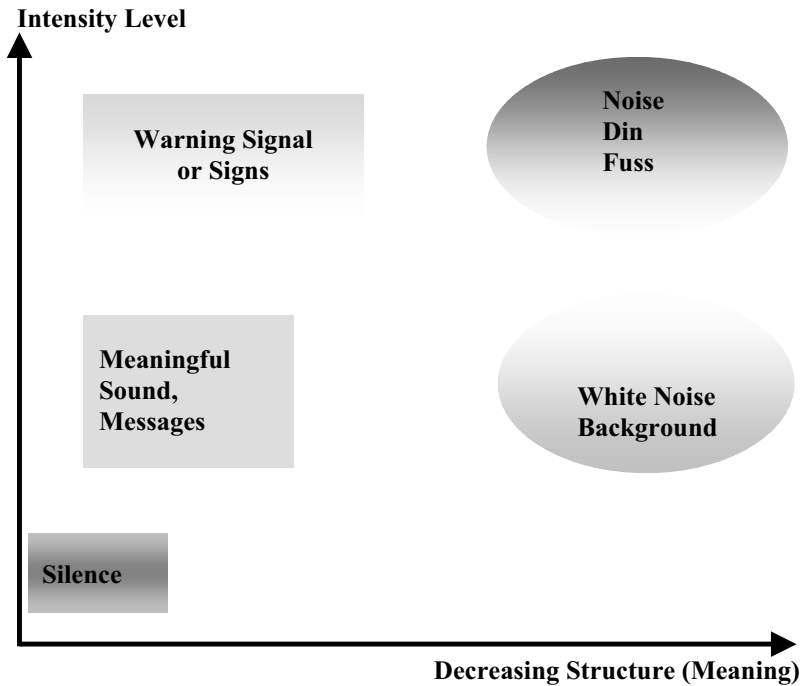 Intensity Level
Warning Signal
or Signs
Noise
Din
Fuss
Meaningful
Sound,
Messages
White Noise
Background
Silence
Decreasing Structure (Meaning)